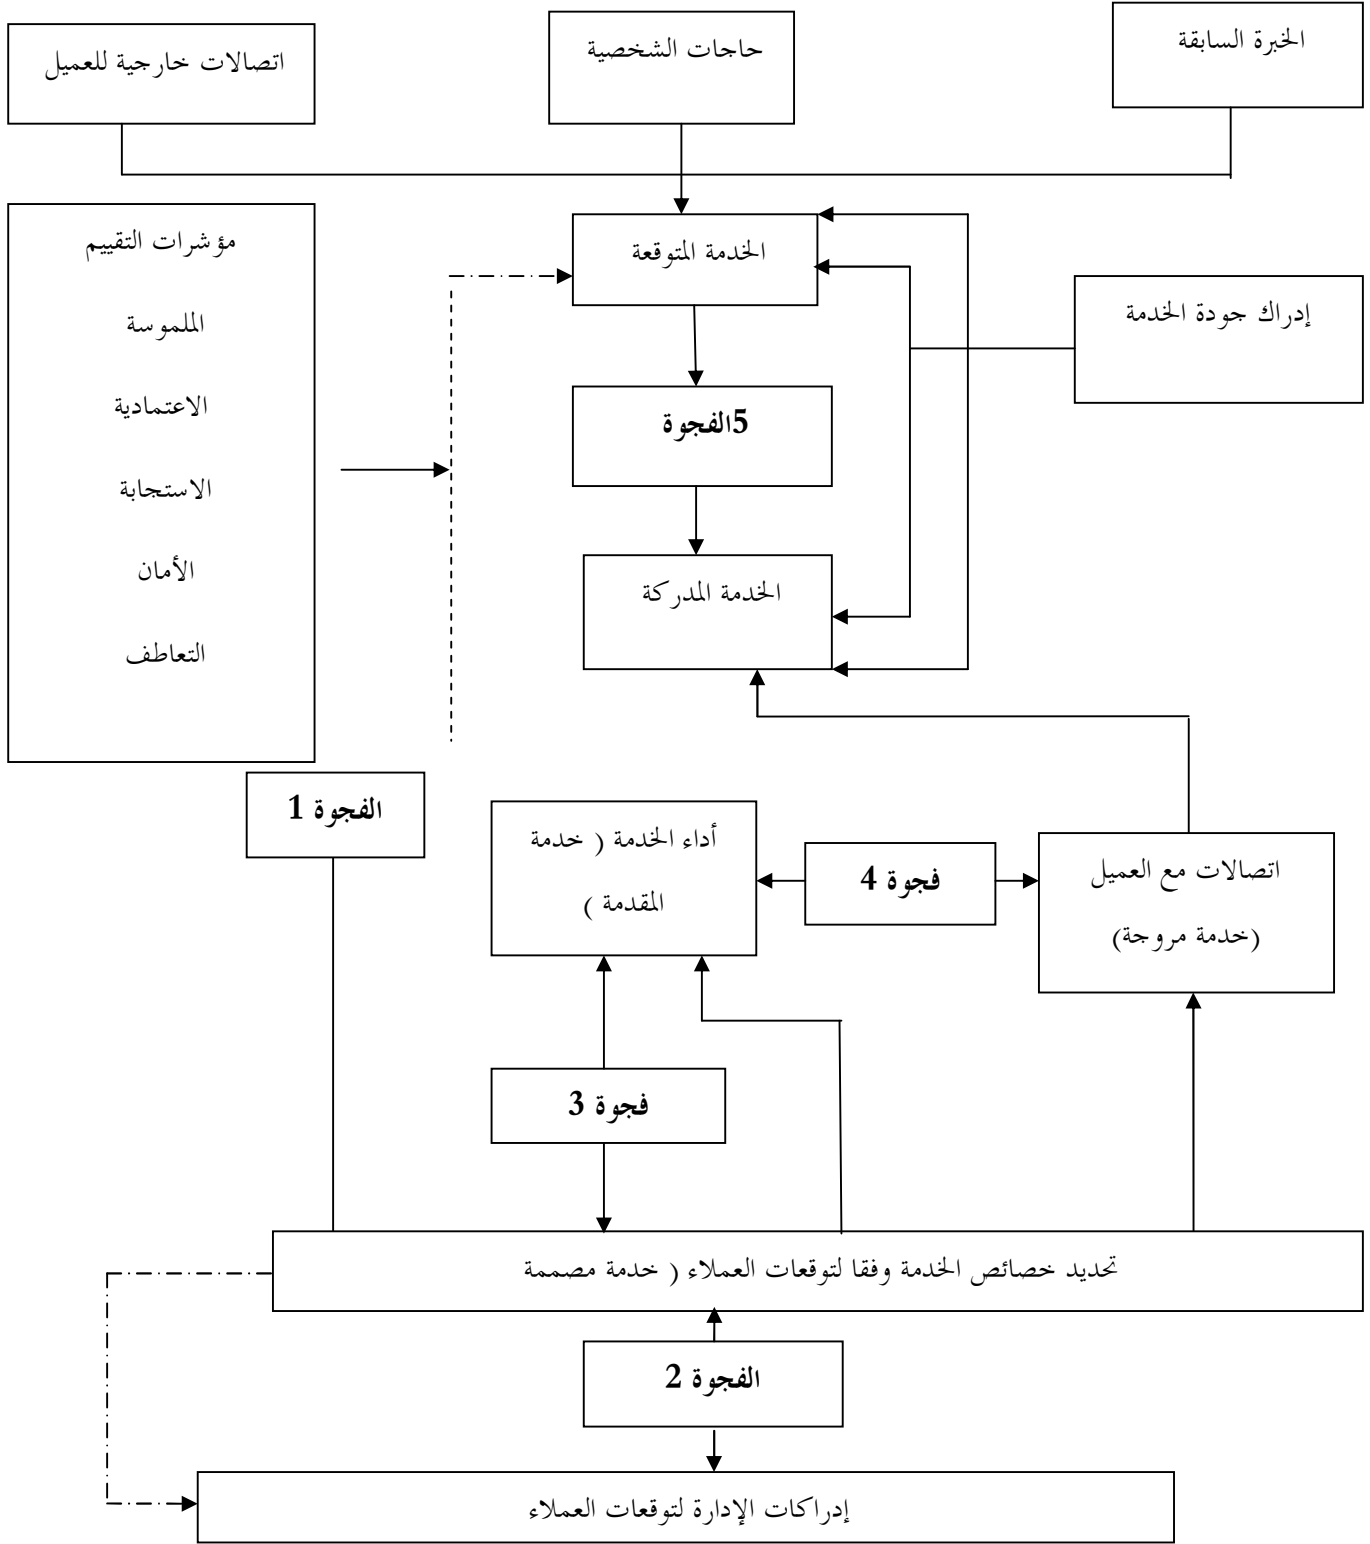 الخبرة السابقة
حاجات الشخصية
اتصالات خارجية للعميل
مؤشرات التقييم
الملموسة
الاعتمادية
الاستجابة
الأمان
التعاطف
الخدمة المتوقعة
إدراك جودة الخدمة
5الفجوة
الخدمة المدركة
الفجوة 1
أداء الخدمة ( خدمة
المقدمة )
فجوة 4
اتصالات مع العميل
(خدمة مروجة)
فجوة 3
تحديد خصائص الخدمة وفقا لتوقعات العملاء ( خدمة مصممة
الفجوة 2
إدراكات الإدارة لتوقعات العملاء